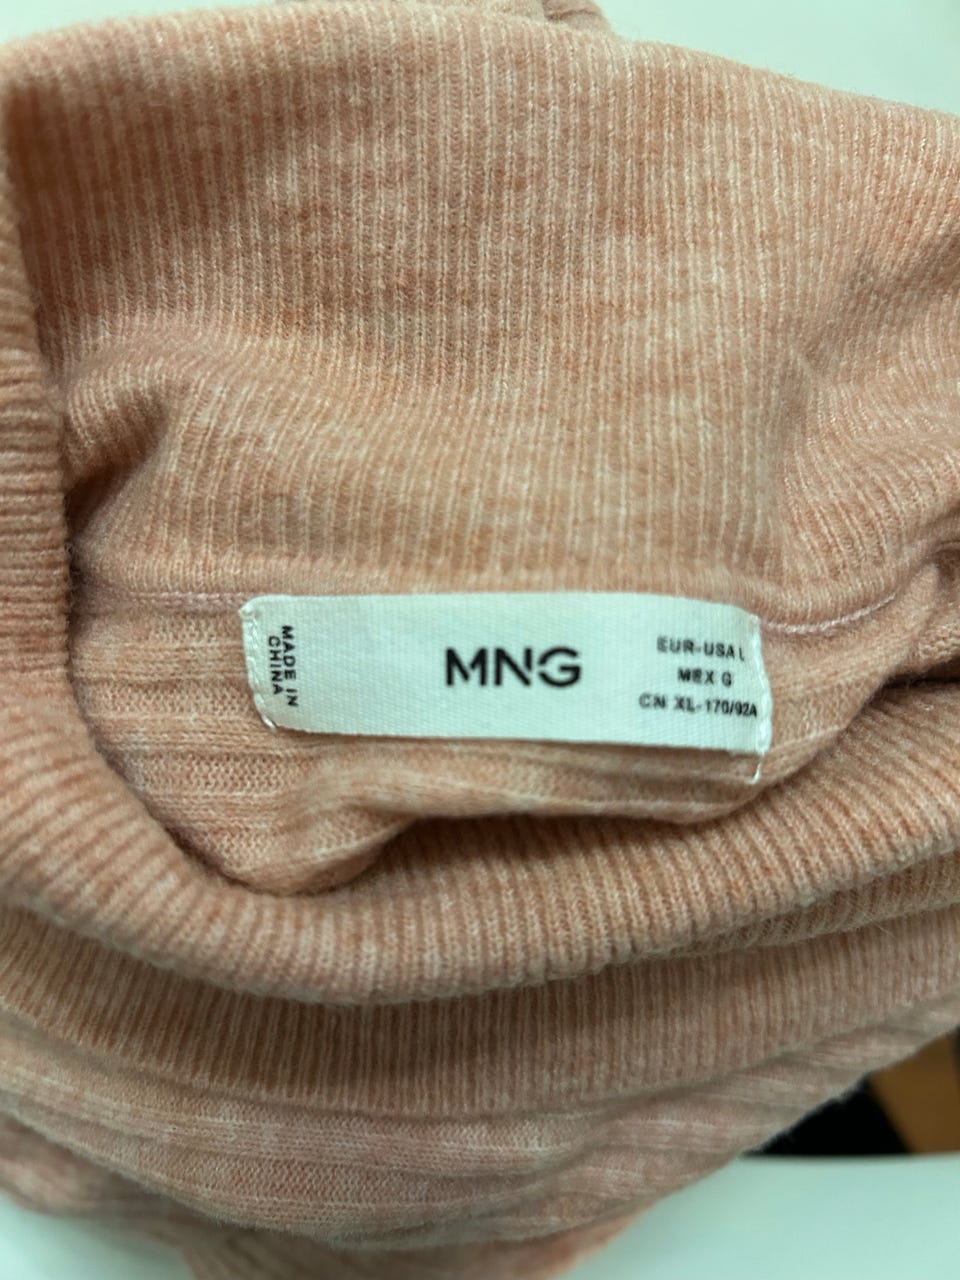 MADE IN
CHINA
MNG
EUR-USA L
MEX G
CN XL-170/92A